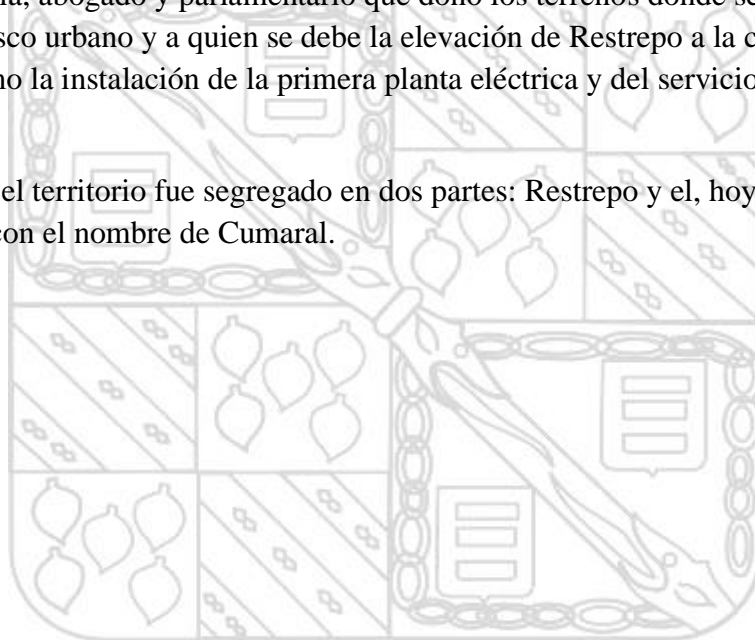 abogado y parlamentario que donó los terrenos donde se
urbano y a quien se debe la elevación de Restrepo a la
la instalación de la primera planta eléctrica y del servicio
el territorio fue segregado en dos partes: Restrepo y el, hoy
con el nombre de Cumaral.